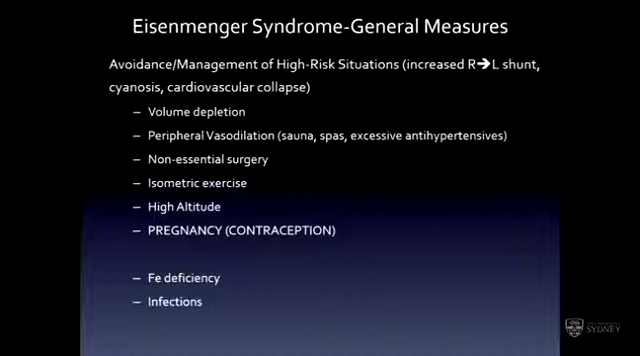 Eisenmenger Syndrome-General Measures
Avoidance/Management of High-Risk Situations (increased R➔L shunt,
cyanosis, cardiovascular collapse)
– Volume depletion
– Peripheral Vasodilation (sauna, spas, excessive antihypertensives)
– Non-essential surgery
– Isometric exercise
– High Altitude
– PREGNANCY (CONTRACEPTION)
– Fe deficiency
– Infections
SYDNEY